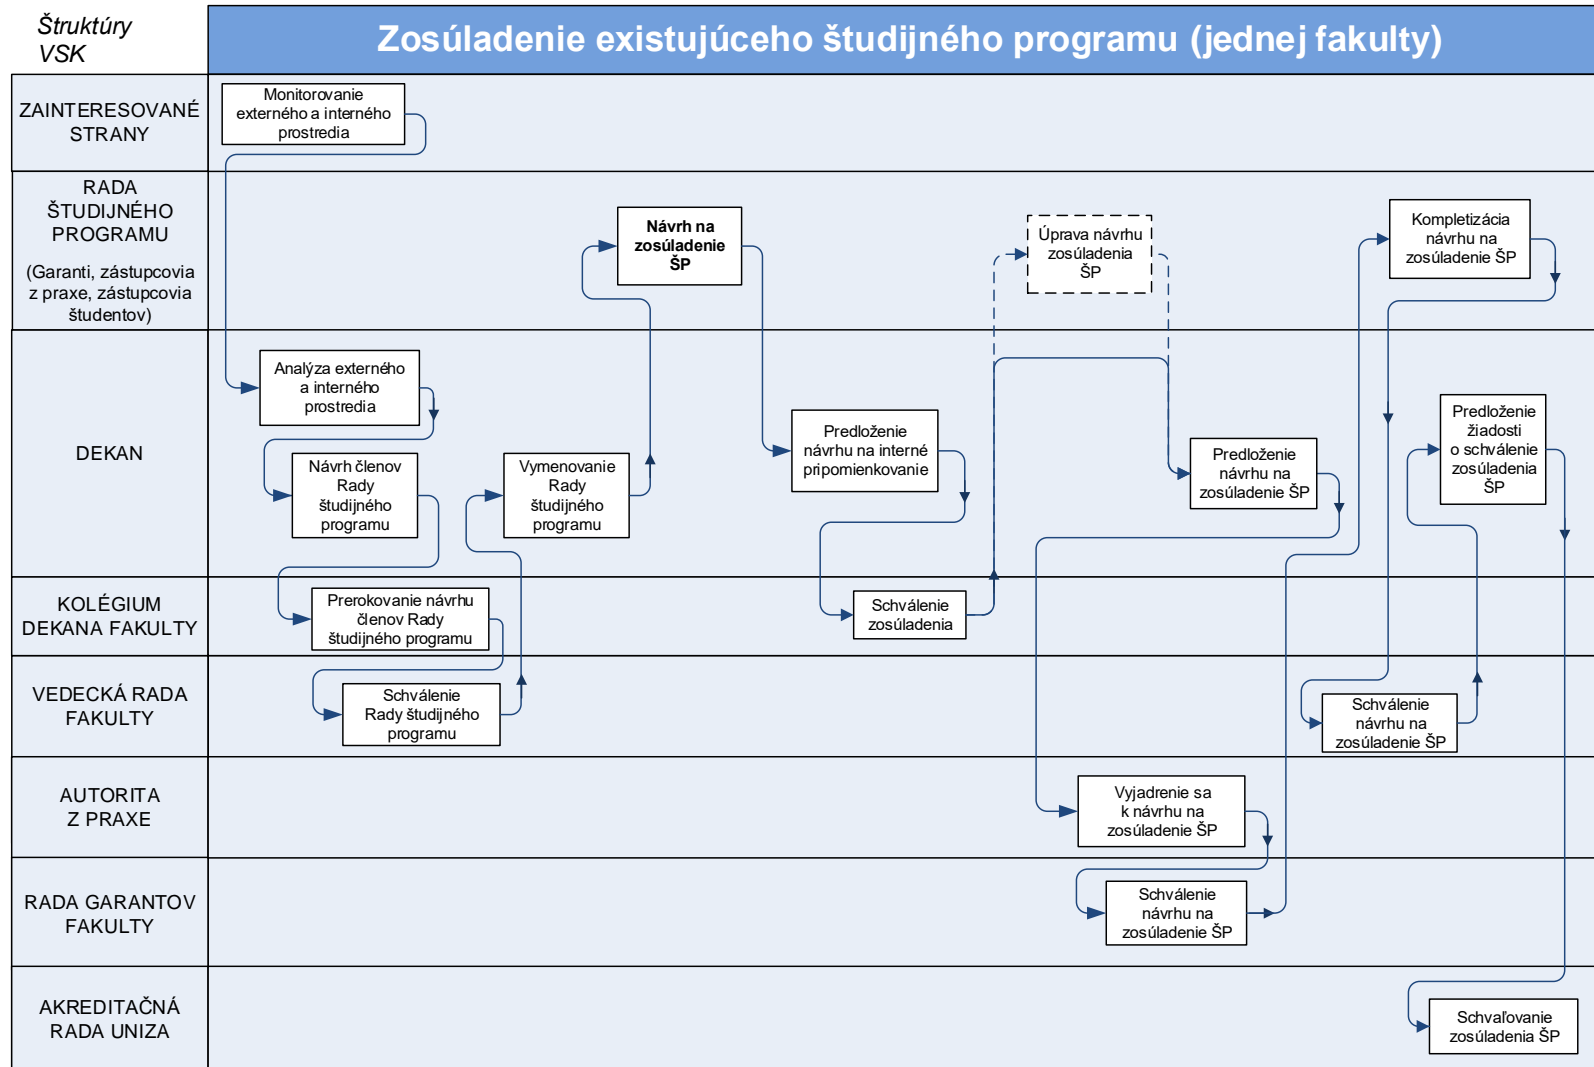 Štruktúry
VSK
Zosúladenie existujúceho študijného programu (jednej fakulty)
ZAINTERESOVANÉ
STRANY
Monitorovanie
externého a interného
prostredia
RADA
ŠTUDIJNÉHO
PROGRAMU
(Garanti, zástupcovia
z praxe, zástupcovia
študentov)
Návrh na
zosúladenie
ŠP
Úprava návrhu
zosúladenia
ŠP
Kompletizácia
návrhu na
zosúladenie ŠP
DEKAN
Analýza externého
a interného
prostredia
Návrh členov
Rady
študijného
programu
Vymenovanie
Rady
študijného
programu
Predloženie
návrhu na interné
pripomienkovanie
Predloženie
návrhu na
zosúladenie ŠP
Predloženie
žiadosti
o schválenie
zosúladenia
ŠP
KOLÉGIUM
DEKANA FAKULTY
Prerokovanie návrhu
členov Rady
študijného programu
Schválenie
zosúladenia
VEDECKÁ RADA
FAKULTY
Schválenie
Rady študijného
programu
Schválenie
návrhu na
zosúladenie ŠP
AUTORITA
Z PRAXE
Vyjadrenie sa
k návrhu na
zosúladenie ŠP
RADA GARANTOV
FAKULTY
Schválenie
návrhu na
zosúladenie ŠP
AKREDITAČNÁ
RADA UNIZA
Schvaľovanie
zosúladenia ŠP